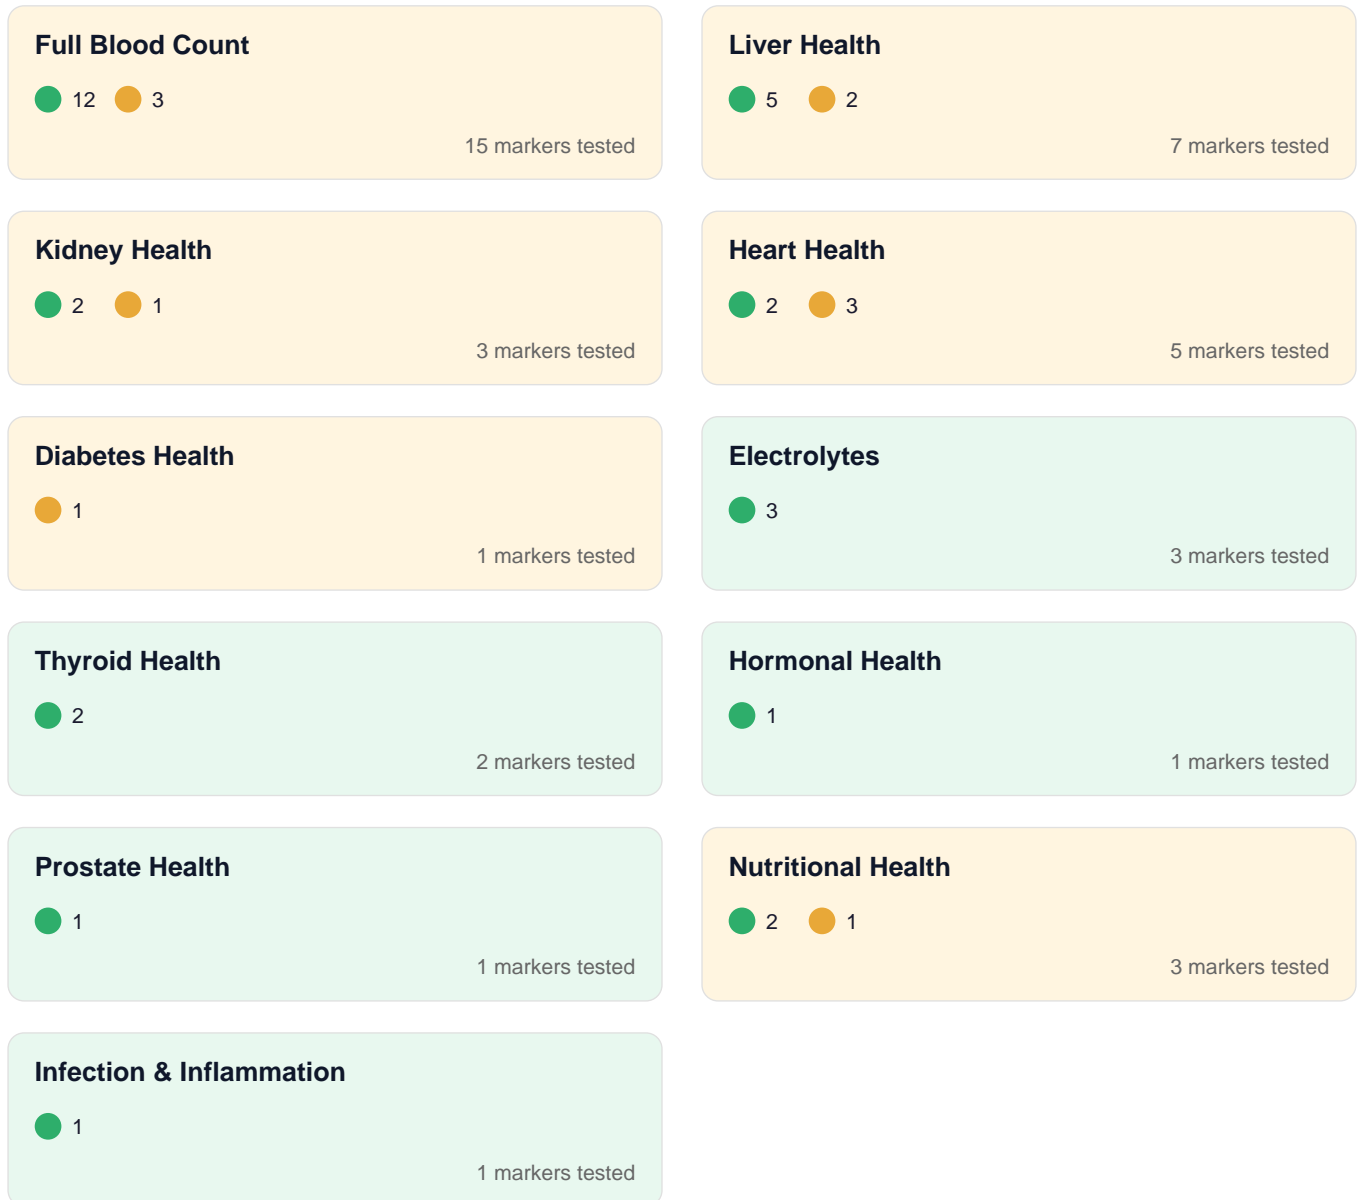 Full Blood Count
12 3
15 markers tested
Liver Health
5 2
7 markers tested
Kidney Health
2 1
3 markers tested
Heart Health
2 3
5 markers tested
Diabetes Health
1
1 markers tested
Electrolytes
3
3 markers tested
Thyroid Health
2
2 markers tested
Hormonal Health
1
1 markers tested
Prostate Health
1
1 markers tested
Nutritional Health
2 1
3 markers tested
Infection & Inflammation
1
1 markers tested